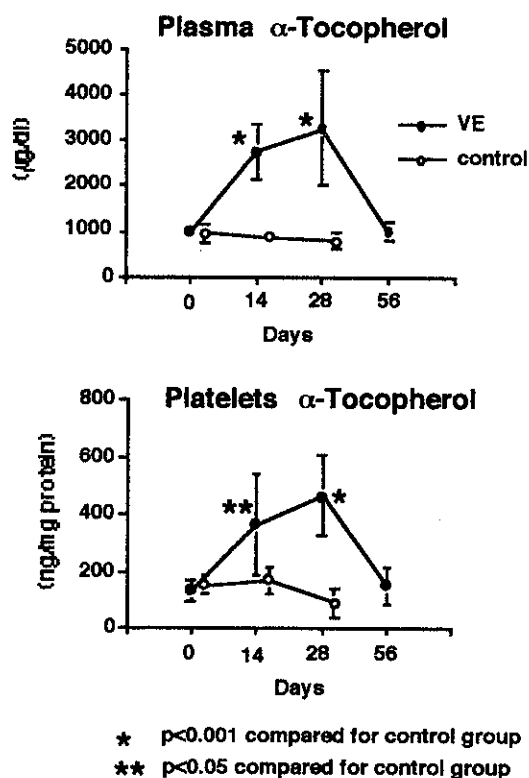 Plasma α-Tocopherol
5000
4000
3000
2000
1000
0
(μg/dl)
*
*
VE
control
0 14 28 56
Days
Platelets α-Tocopherol
800
600
400
200
0
(ng/mg protein)
**
*
0 14 28 56
Days
* p<0.001 compared for control group
** p<0.05 compared for control group